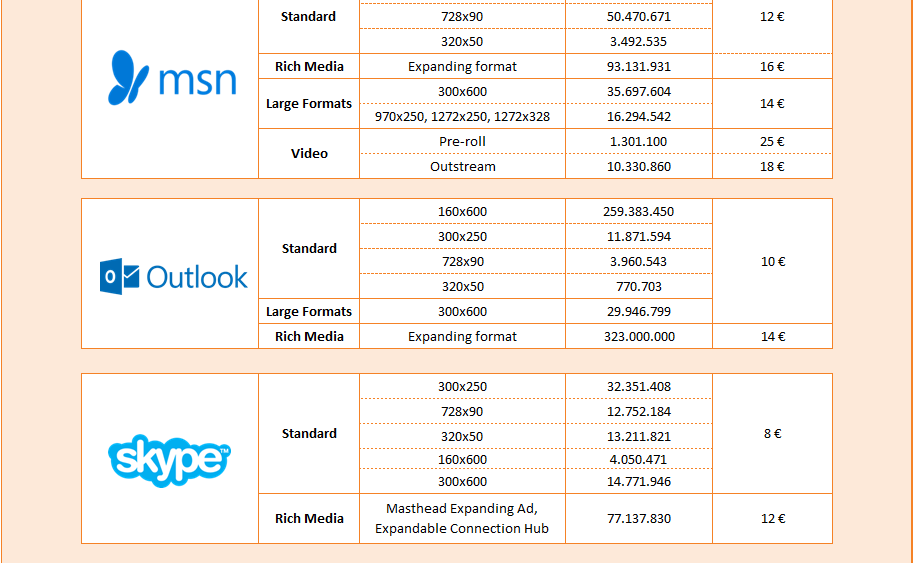 Standard
728x90
50.470.671
12 €
320x50
3.492.535
msn
Rich Media
Expanding format
93.131.931
16 €
Large Formats
300x600
35.697.604
14 €
970x250, 1272x250, 1272x328
16.294.542
Video
Pre-roll
1.301.100
25 €
Outstream
10.330.860
18 €
Outlook
Standard
160x600
259.383.450
10 €
300x250
11.871.594
728x90
3.960.543
320x50
770.703
Large Formats
300x600
29.946.799
Rich Media
Expanding format
323.000.000
14 €
skype™
Standard
300x250
32.351.408
8 €
728x90
12.752.184
320x50
13.211.821
160x600
4.050.471
300x600
14.771.946
Rich Media
Masthead Expanding Ad,
Expandable Connection Hub
77.137.830
12 €